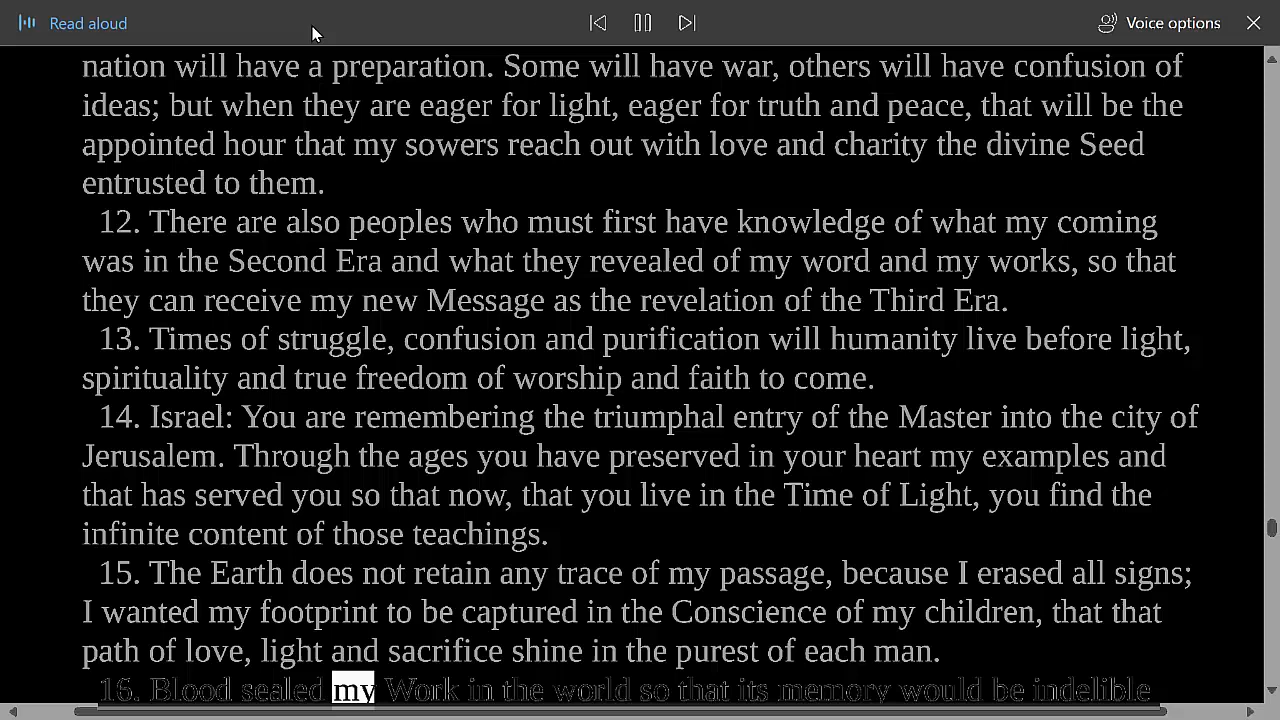 Read aloud
Voice options
nation will have a preparation. Some will have war, others will have confusion of
ideas; but when they are eager for light, eager for truth and peace, that will be the
appointed hour that my sowers reach out with love and charity the divine Seed
entrusted to them.
12. There are also peoples who must first have knowledge of what my coming
was in the Second Era and what they revealed of my word and my works, so that
they can receive my new Message as the revelation of the Third Era.
13. Times of struggle, confusion and purification will humanity live before light,
spirituality and true freedom of worship and faith to come.
14. Israel: You are remembering the triumphal entry of the Master into the city of
Jerusalem. Through the ages you have preserved in your heart my examples and
that has served you so that now, that you live in the Time of Light, you find the
infinite content of those teachings.
15. The Earth does not retain any trace of my passage, because I erased all signs;
I wanted my footprint to be captured in the Conscience of my children, that that
path of love, light and sacrifice shine in the purest of each man.
16. Blood sealed my Work in the world so that its memory would be indelible